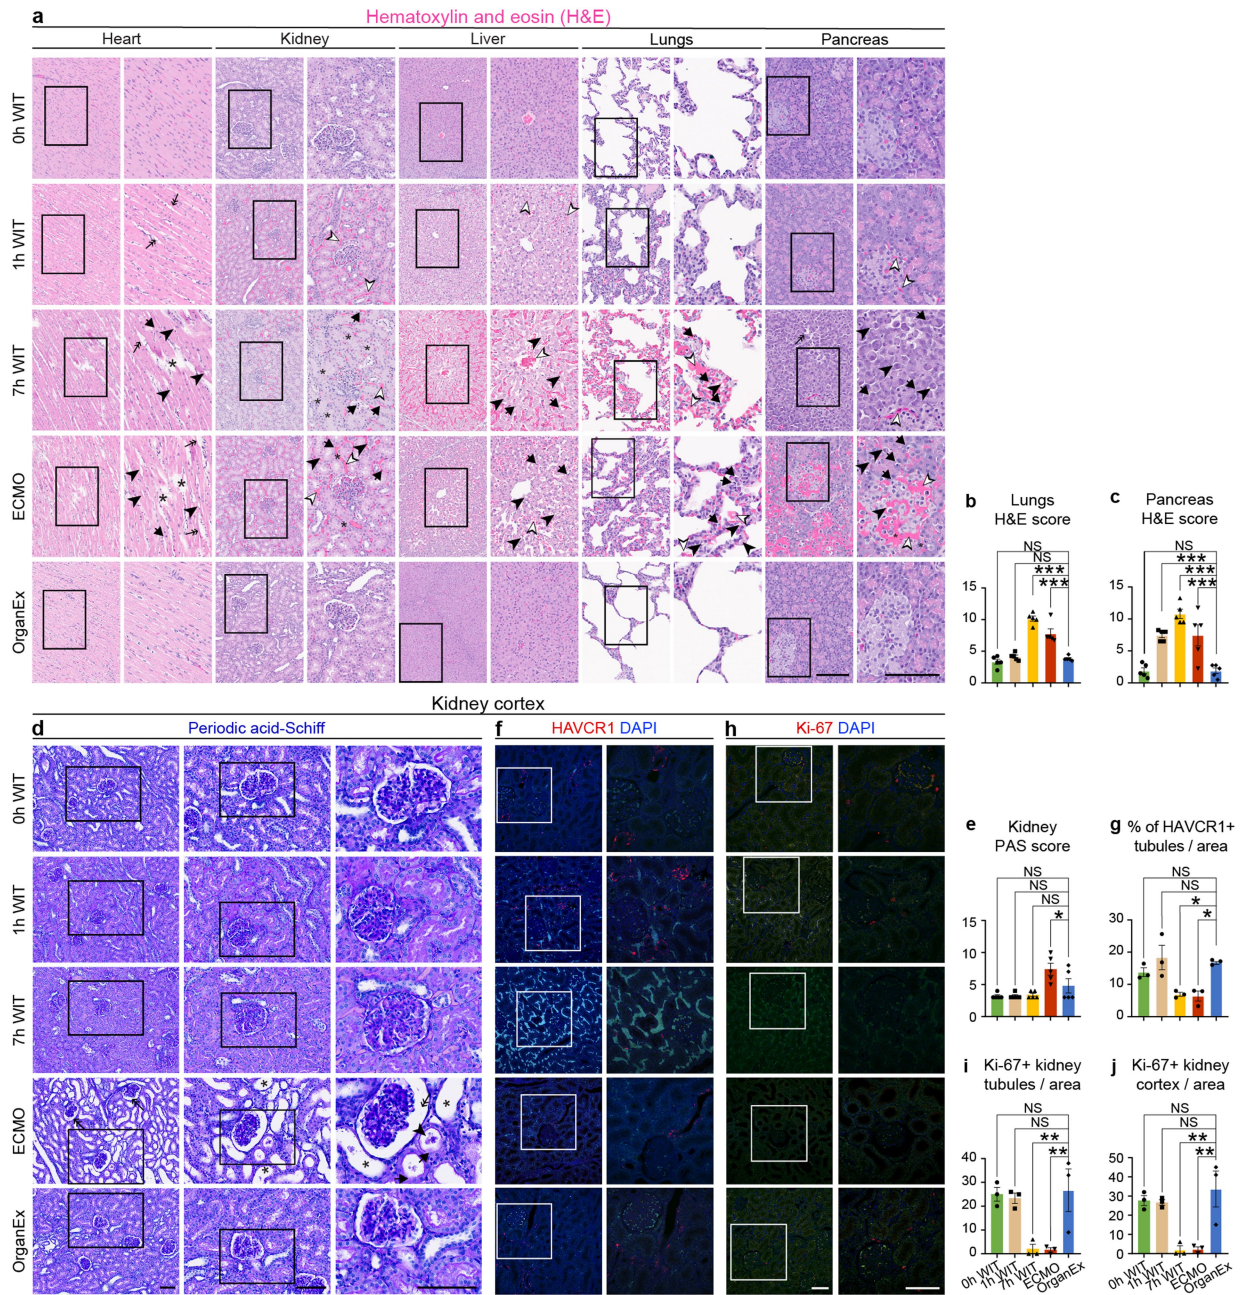 a
Hematoxylin and eosin (H&E)
Heart Kidney Liver Lungs Pancreas
0h WIT
1h WIT
7h WIT
ECMO
OrganEx
b Lungs
H&E score
NS
NS
***
***
15
10
5
0
c Pancreas
H&E score
NS
***
***
***
15
10
5
0
Kidney cortex
d Periodic acid-Schiff
f HAVCR1 DAPI
h Ki-67 DAPI
0h WIT
1h WIT
7h WIT
ECMO
OrganEx
e Kidney
PAS score
NS
NS
NS
*
15
10
5
0
g % of HAVCR1+
tubules / area
NS
NS
*
*
30
20
10
0
i Ki-67+ kidney
tubules / area
NS
NS
**
**
40
30
20
10
0
0h WIT
1h WIT
7h WIT
ECMO
OrganEx
j Ki-67+ kidney
cortex / area
NS
NS
**
**
50
40
30
20
10
0
0h WIT
1h WIT
7h WIT
ECMO
OrganEx